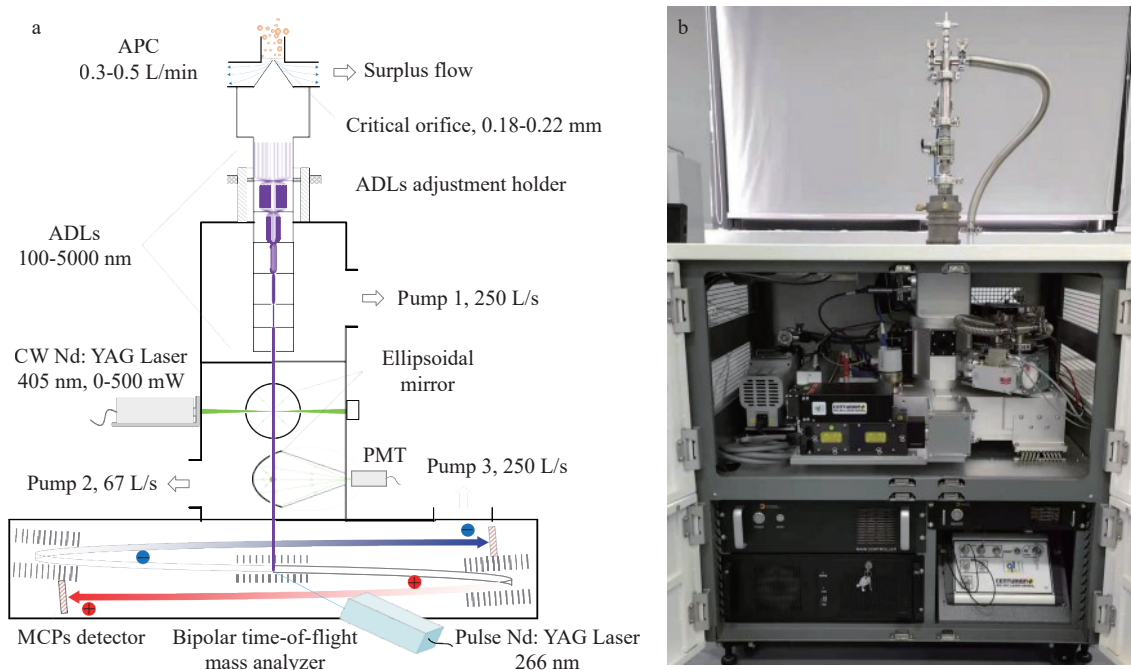 a
APC
0.3-0.5 L/min
Surplus flow
Critical orifice, 0.18-0.22 mm
ADLs adjustment holder
ADLs
100-5000 nm
Pump 1, 250 L/s
CW Nd: YAG Laser
405 nm, 0-500 mW
Ellipsoidal
mirror
PMT
Pump 2, 67 L/s
Pump 3, 250 L/s
MCPs detector
Bipolar time-of-flight
mass analyzer
Pulse Nd: YAG Laser
266 nm
b